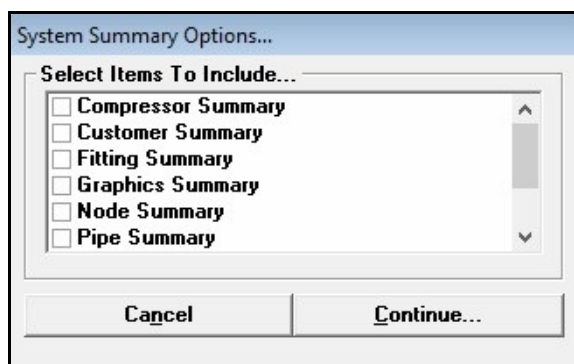 System Summary Options...
Select Items To Include...
Compressor Summary
Customer Summary
Fitting Summary
Graphics Summary
Node Summary
Pipe Summary
Cancel
Continue...